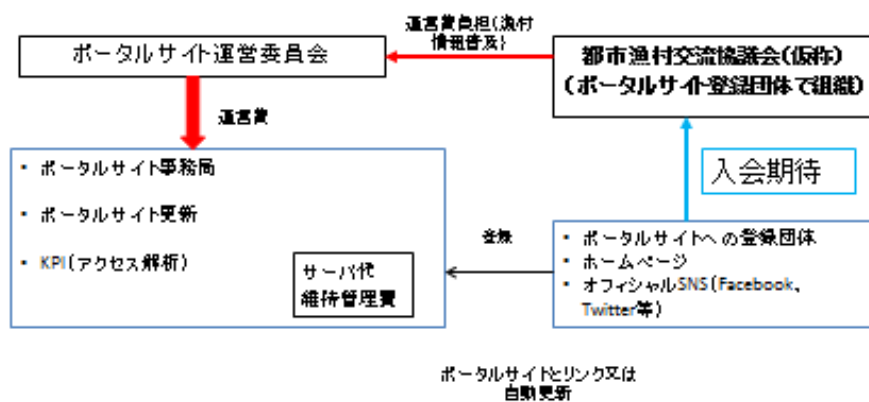 運営費負担(漁村
情報普及)
ポータルサイト運営委員会
都市漁村交流協議会(仮称)
(ポータルサイト登録団体で組織)
運営費
入会期待
・ ポータルサイト事務局
・ ポータルサイト更新
・ KPI(アクセス解析)
サーバ代
維持管理費
登録
・ ポータルサイトへの登録団体
・ ホームページ
・ オフィシャルSNS(Facebook、
Twitter等)
ポータルサイトとリンク又は
自動更新